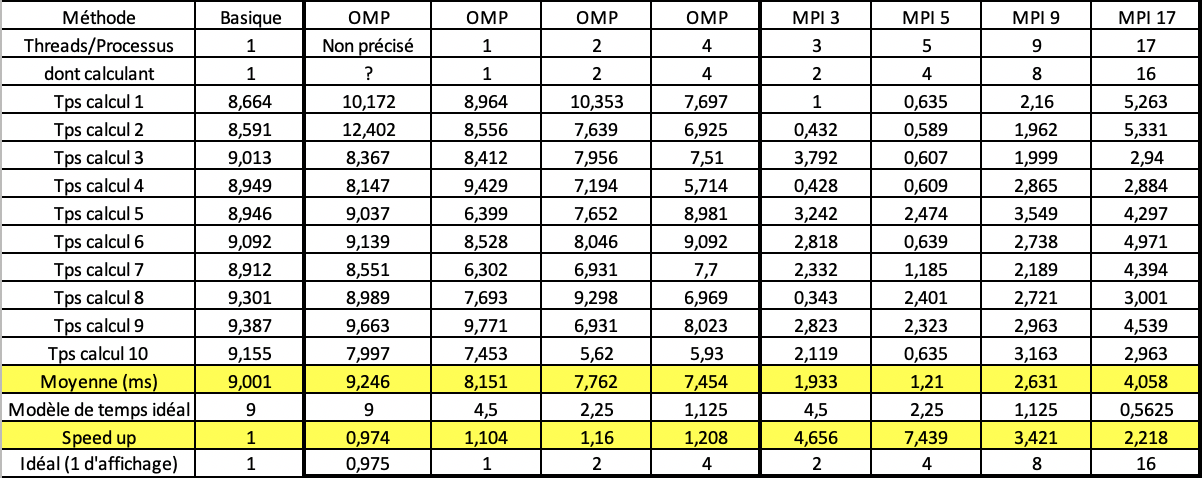 Méthode Basique OMP OMP OMP OMP MPI 3 MPI 5 MPI 9 MPI 17
Threads/Processus 1 Non précisé 1 2 4 3 5 9 17
dont calculant 1 ? 1 2 4 2 4 8 16
Tps calcul 1 8,664 10,172 8,964 10,353 7,697 1 0,635 2,16 5,263
Tps calcul 2 8,591 12,402 8,556 7,639 6,925 0,432 0,589 1,962 5,331
Tps calcul 3 9,013 8,367 8,412 7,956 7,51 3,792 0,607 1,999 2,94
Tps calcul 4 8,949 8,147 9,429 7,194 5,714 0,428 0,609 2,865 2,884
Tps calcul 5 8,946 9,037 6,399 7,652 8,981 3,242 2,474 3,549 4,297
Tps calcul 6 9,092 9,139 8,528 8,046 9,092 2,818 0,639 2,738 4,971
Tps calcul 7 8,912 8,551 6,302 6,931 7,7 2,332 1,185 2,189 4,394
Tps calcul 8 9,301 8,989 7,693 9,298 6,969 0,343 2,401 2,721 3,001
Tps calcul 9 9,387 9,663 9,771 6,931 8,023 2,823 2,323 2,963 4,539
Tps calcul 10 9,155 7,997 7,453 5,62 5,93 2,119 0,635 3,163 2,963
Moyenne (ms) 9,001 9,246 8,151 7,762 7,454 1,933 1,21 2,631 4,058
Modèle de temps idéal 9 9 4,5 2,25 1,125 4,5 2,25 1,125 0,5625
Speed up 1 0,974 1,104 1,16 1,208 4,656 7,439 3,421 2,218
Idéal (1 d'affichage) 1 0,975 1 2 4 2 4 8 16